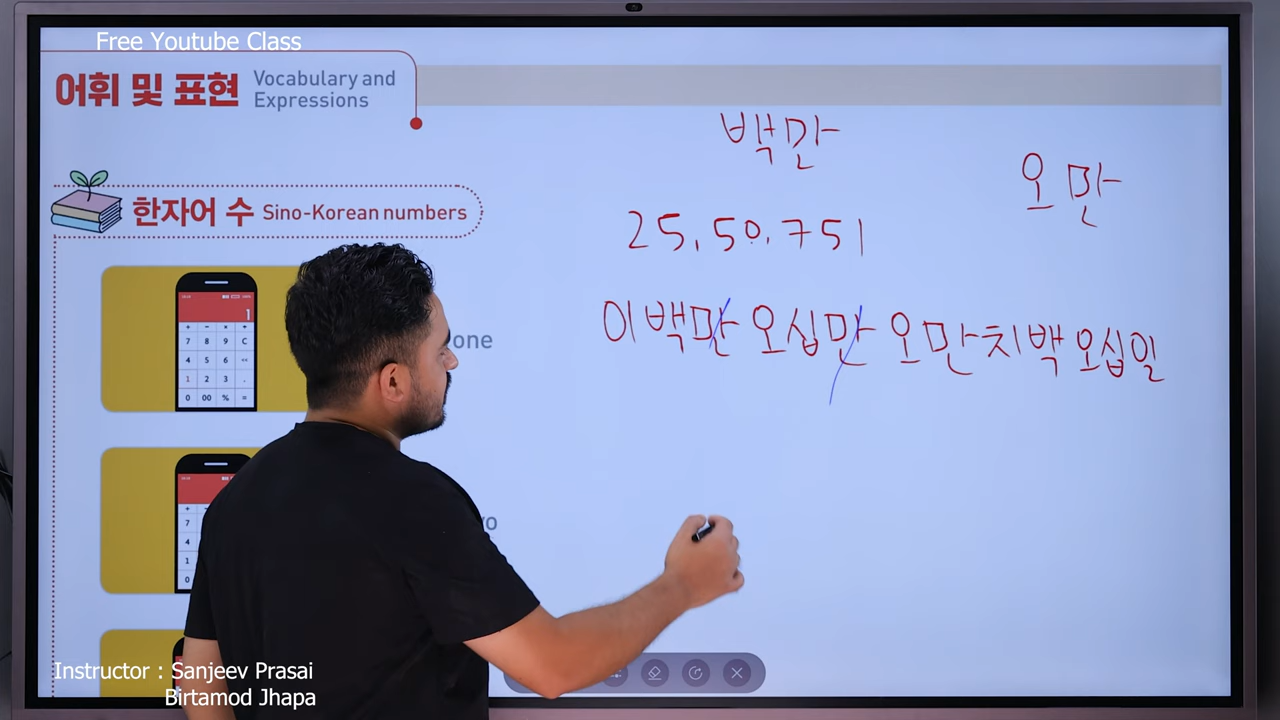 Free Youtube Class
어휘 및 표현 Vocabulary and Expressions
백만
오만
한자어 수 Sino-Korean numbers
25,50,751
이백만 오십만 오만치백 오십일
one
Instructor : Sanjeev Prasai
Birtamod Jhapa